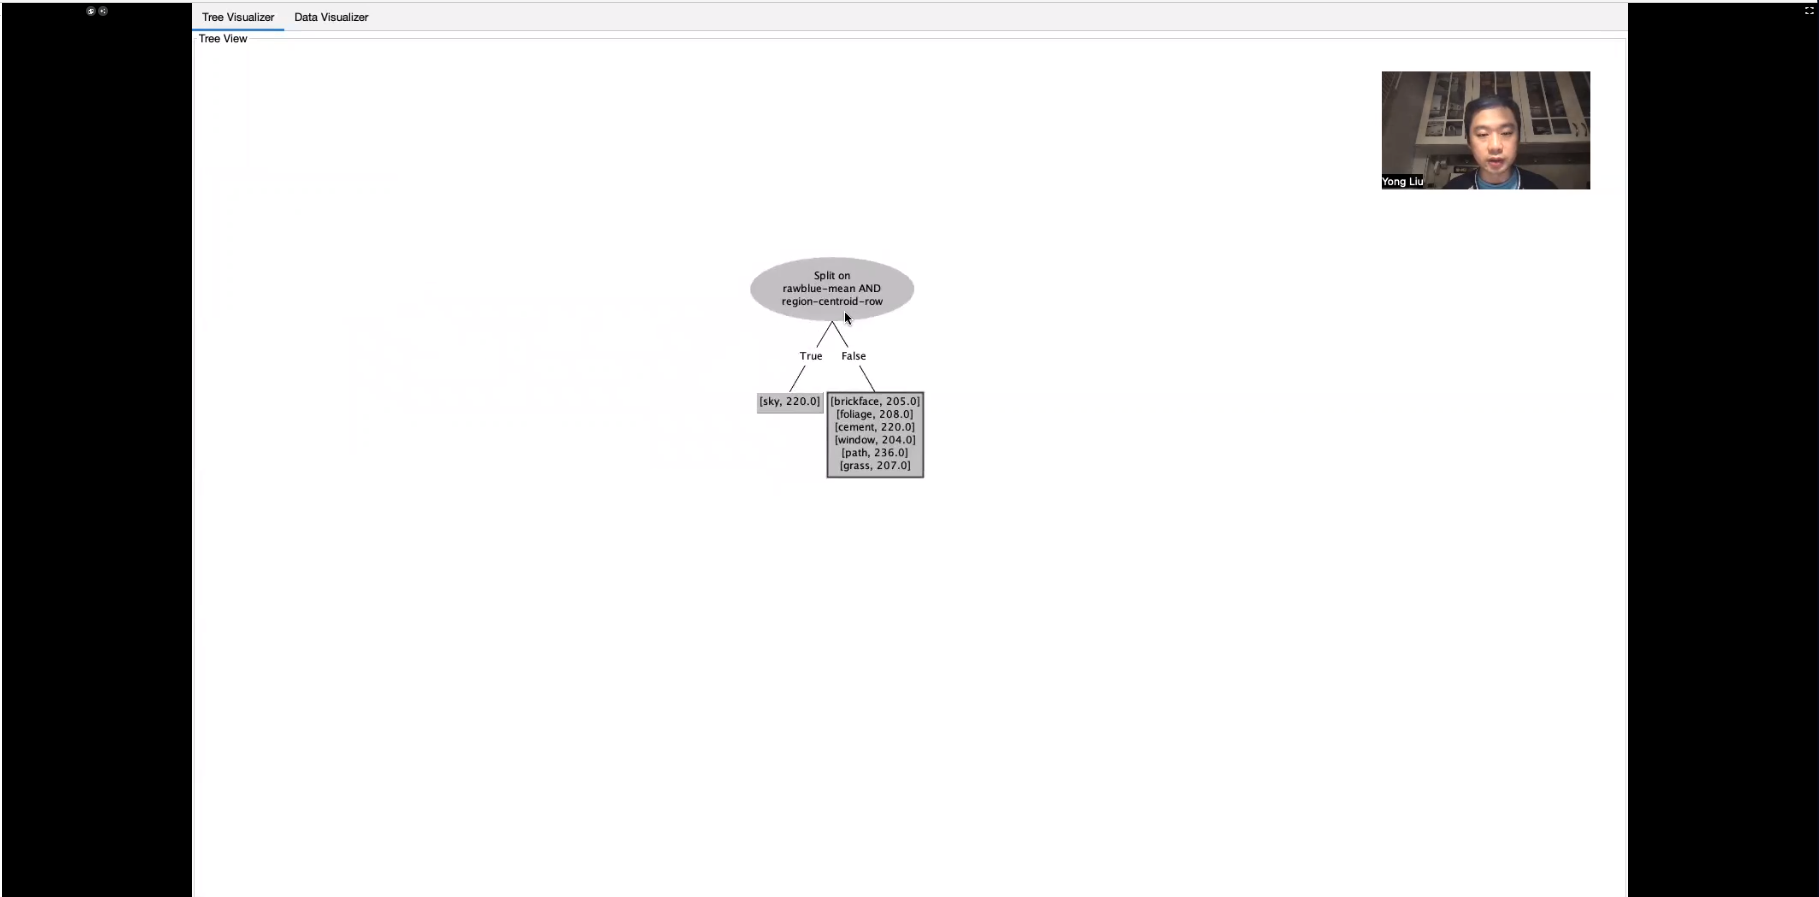 Tree Visualizer
Data Visualizer
Tree View
Yong Liu
Split on
rawblue-mean AND
region-centroid-row
True
False
[sky, 220.0]
[brickface, 205.0]
[foliage, 208.0]
[cement, 220.0]
[window, 204.0]
[path, 236.0]
[grass, 207.0]